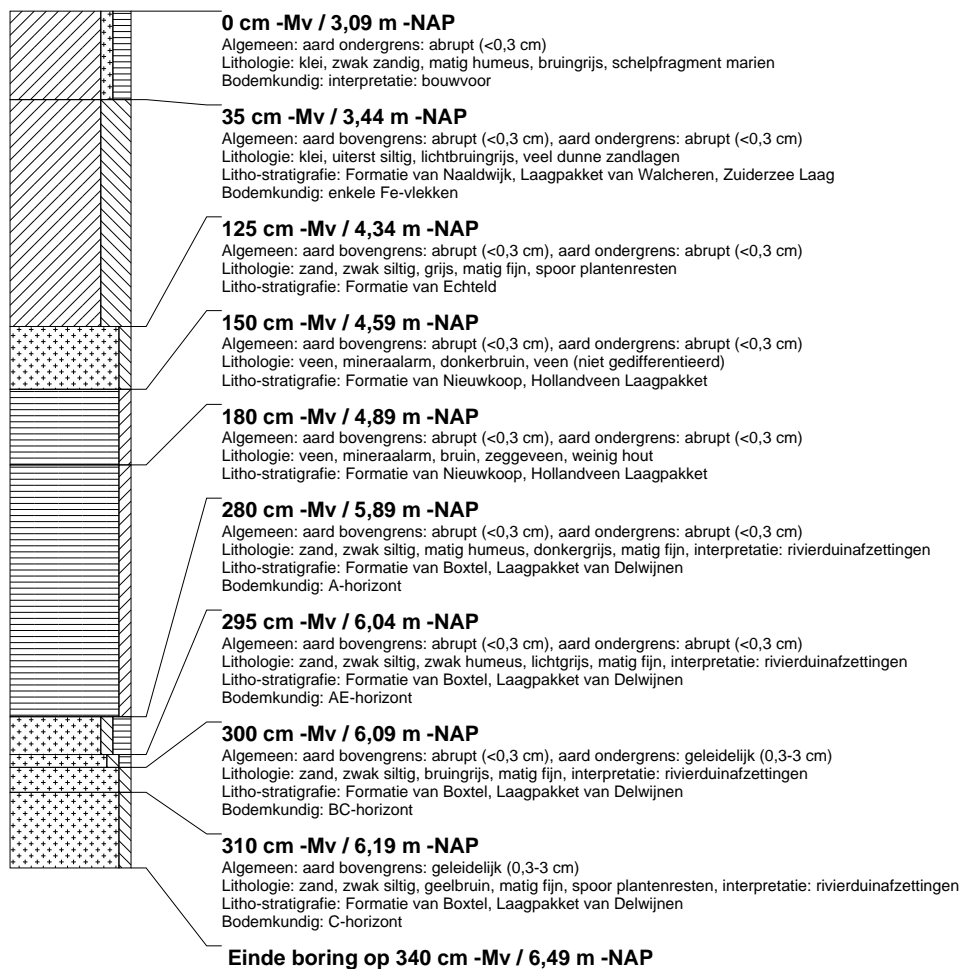 0 cm -Mv / 3,09 m -NAP
Algemeen: aard ondergrens: abrupt (<0,3 cm)
Lithologie: klei, zwak zandig, matig humeus, bruingrijs, schelpfragment marien
Bodemkundig: interpretatie: bouwvoor
35 cm -Mv / 3,44 m -NAP
Algemeen: aard bovengrens: abrupt (<0,3 cm), aard ondergrens: abrupt (<0,3 cm)
Lithologie: klei, uiterst siltig, lichtbruingrijs, veel dunne zandlagen
Litho-stratigrafie: Formatie van Naaldwijk, Laagpakket van Walcheren, Zuiderzee Laag
Bodemkundig: enkele Fe-vlekken
125 cm -Mv / 4,34 m -NAP
Algemeen: aard bovengrens: abrupt (<0,3 cm), aard ondergrens: abrupt (<0,3 cm)
Lithologie: zand, zwak siltig, grijs, matig fijn, spoor plantenresten
Litho-stratigrafie: Formatie van Echteld
150 cm -Mv / 4,59 m -NAP
Algemeen: aard bovengrens: abrupt (<0,3 cm), aard ondergrens: abrupt (<0,3 cm)
Lithologie: veen, mineraalarm, donkerbruin, veen (niet gedifferentieerd)
Litho-stratigrafie: Formatie van Nieuwkoop, Hollandveen Laagpakket
180 cm -Mv / 4,89 m -NAP
Algemeen: aard bovengrens: abrupt (<0,3 cm), aard ondergrens: abrupt (<0,3 cm)
Lithologie: veen, mineraalarm, bruin, zeggeveen, weinig hout
Litho-stratigrafie: Formatie van Nieuwkoop, Hollandveen Laagpakket
280 cm -Mv / 5,89 m -NAP
Algemeen: aard bovengrens: abrupt (<0,3 cm), aard ondergrens: abrupt (<0,3 cm)
Lithologie: zand, zwak siltig, matig humeus, donkergrijs, matig fijn, interpretatie: rivierduinafzettingen
Litho-stratigrafie: Formatie van Boxtel, Laagpakket van Delwijnen
Bodemkundig: A-horizont
295 cm -Mv / 6,04 m -NAP
Algemeen: aard bovengrens: abrupt (<0,3 cm), aard ondergrens: abrupt (<0,3 cm)
Lithologie: zand, zwak siltig, zwak humeus, lichtgrijs, matig fijn, interpretatie: rivierduinafzettingen
Litho-stratigrafie: Formatie van Boxtel, Laagpakket van Delwijnen
Bodemkundig: AE-horizont
300 cm -Mv / 6,09 m -NAP
Algemeen: aard bovengrens: abrupt (<0,3 cm), aard ondergrens: geleidelijk (0,3-3 cm)
Lithologie: zand, zwak siltig, bruingrijs, matig fijn, interpretatie: rivierduinafzettingen
Litho-stratigrafie: Formatie van Boxtel, Laagpakket van Delwijnen
Bodemkundig: BC-horizont
310 cm -Mv / 6,19 m -NAP
Algemeen: aard bovengrens: geleidelijk (0,3-3 cm)
Lithologie: zand, zwak siltig, geelbruin, matig fijn, spoor plantenresten, interpretatie: rivierduinafzettingen
Litho-stratigrafie: Formatie van Boxtel, Laagpakket van Delwijnen
Bodemkundig: C-horizont
Einde boring op 340 cm -Mv / 6,49 m -NAP